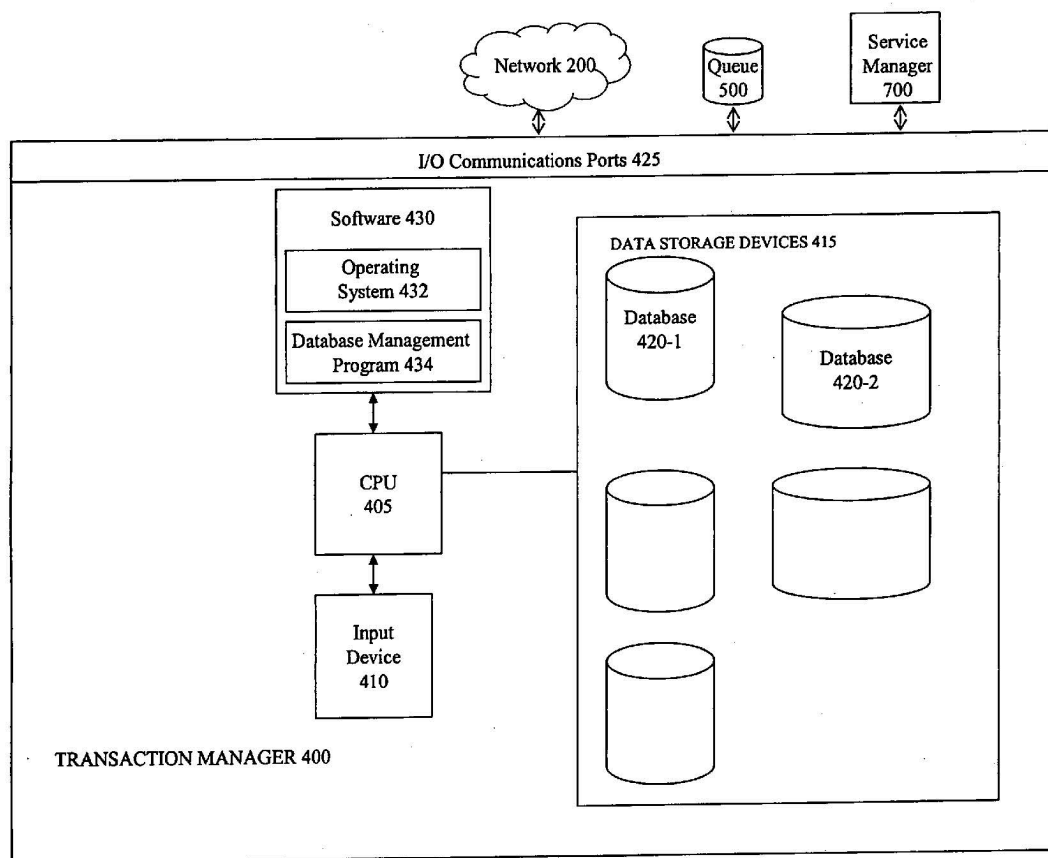 Network 200
Queue
500
Service
Manager
700
I/O Communications Ports 425
Software 430
Operating
System 432
Database Management
Program 434
CPU
405
Input
Device
410
TRANSACTION MANAGER 400
DATA STORAGE DEVICES 415
Database
420-1
Database
420-2